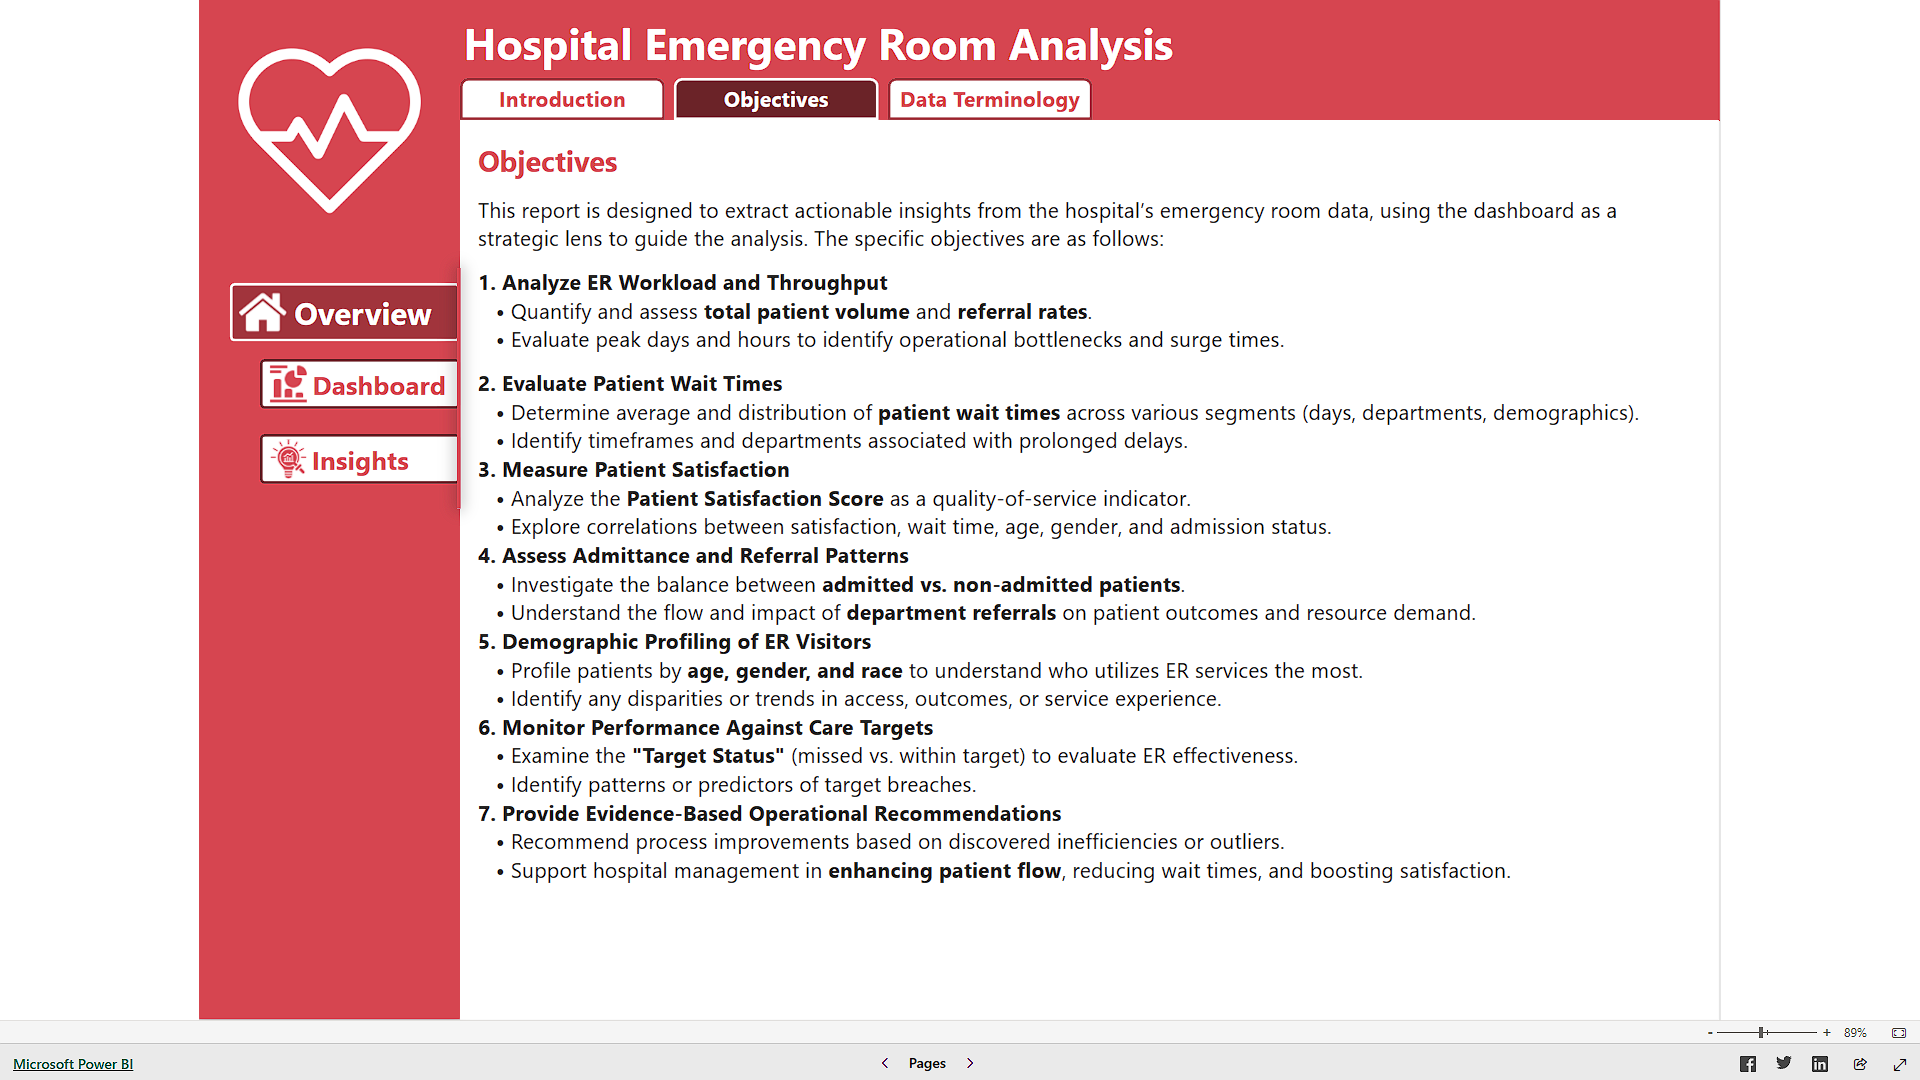 Hospital Emergency Room Analysis
Introduction
Objectives
Data Terminology
Overview
Dashboard
Insights
Objectives
This report is designed to extract actionable insights from the hospital’s emergency room data, using the dashboard as a
strategic lens to guide the analysis. The specific objectives are as follows:
1. Analyze ER Workload and Throughput
• Quantify and assess total patient volume and referral rates.
• Evaluate peak days and hours to identify operational bottlenecks and surge times.
2. Evaluate Patient Wait Times
• Determine average and distribution of patient wait times across various segments (days, departments, demographics).
• Identify timeframes and departments associated with prolonged delays.
3. Measure Patient Satisfaction
• Analyze the Patient Satisfaction Score as a quality-of-service indicator.
• Explore correlations between satisfaction, wait time, age, gender, and admission status.
4. Assess Admittance and Referral Patterns
• Investigate the balance between admitted vs. non-admitted patients.
• Understand the flow and impact of department referrals on patient outcomes and resource demand.
5. Demographic Profiling of ER Visitors
• Profile patients by age, gender, and race to understand who utilizes ER services the most.
• Identify any disparities or trends in access, outcomes, or service experience.
6. Monitor Performance Against Care Targets
• Examine the "Target Status" (missed vs. within target) to evaluate ER effectiveness.
• Identify patterns or predictors of target breaches.
7. Provide Evidence-Based Operational Recommendations
• Recommend process improvements based on discovered inefficiencies or outliers.
• Support hospital management in enhancing patient flow, reducing wait times, and boosting satisfaction.
- + 89%
Microsoft Power BI
Pages